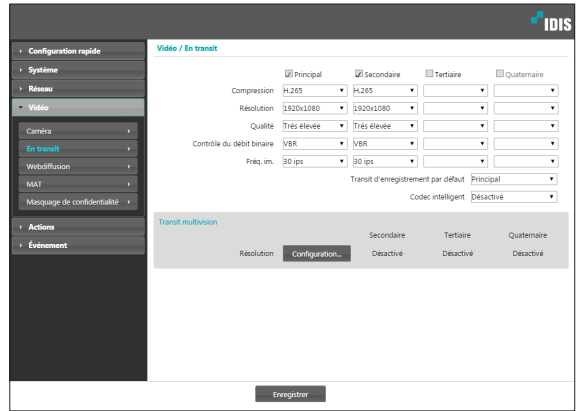 IDIS
Configuration rapide
Système
Réseau
Vidéo
Caméra
En transit
Webdiffusion
MAT
Masquage de confidentialité
Actions
Événement
Vidéo / En transit
Principal Secondaire Tertiaire Quaternaire
Compression H.265 H.265
Résolution 1920x1080 1920x1080
Qualité Très élevée Très élevée
Contrôle du débit binaire VBR VBR
Fréq. im. 30 ips 30 ips
Transit d'enregistrement par défaut Principal
Codec intelligent Désactivé
Transit multivision
Secondaire Tertiaire Quaternaire
Résolution Configuration... Désactivé Désactivé Désactivé
Enregistrer